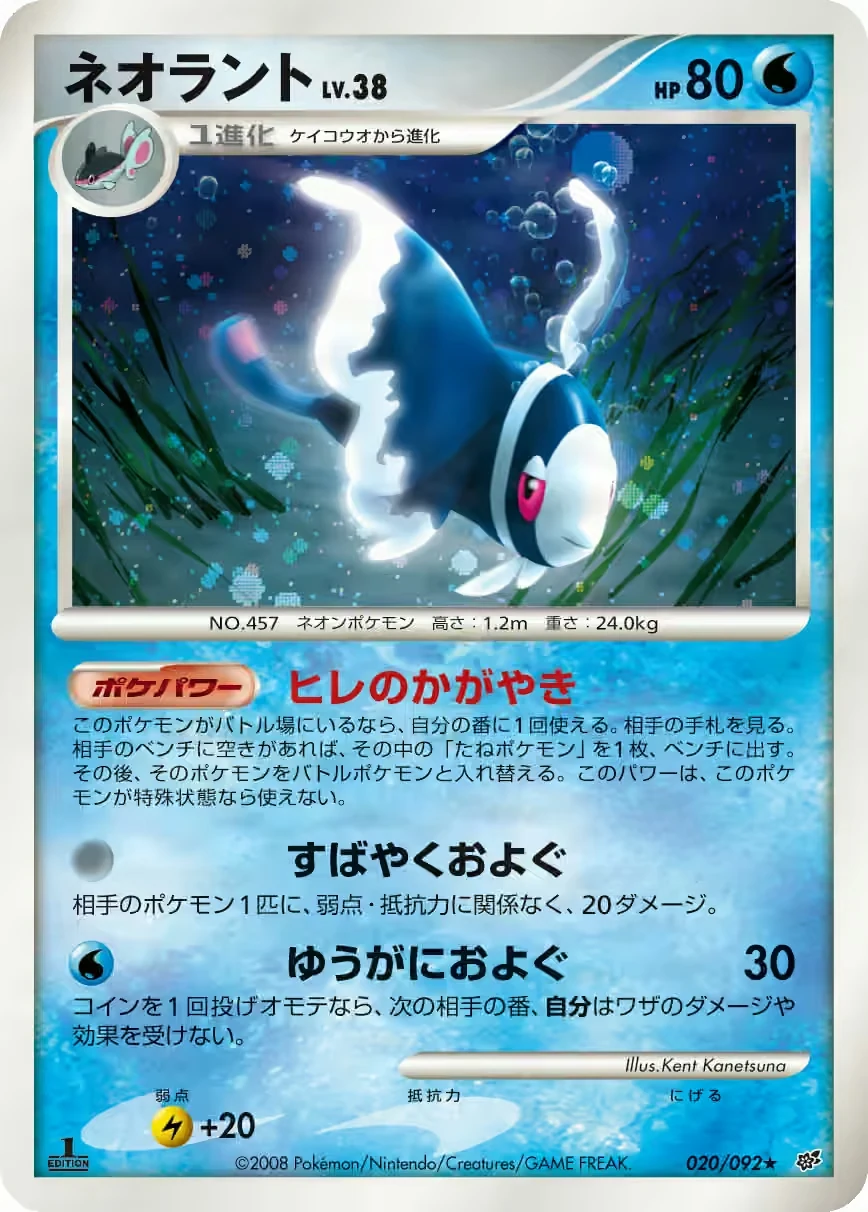 ネオラント LV.38 HP 80
1進化 ケイコウオから進化
NO.457 ネオンポケモン 高さ：1.2m 重さ：24.0kg
ポケパワー ヒレのかがやき
このポケモンがバトル場にいるなら、自分の番に1回使える。相手の手札を見る。
相手のベンチに空きがあれば、その中の「たねポケモン」を1枚、ベンチに出す。
その後、そのポケモンをバトルポケモンと入れ替える。このパワーは、このポケ
モンが特殊状態なら使えない。
すばやくおよぐ
相手のポケモン1匹に、弱点・抵抗力に関係なく、20ダメージ。
ゆうがにおよぐ 30
コインを1回投げオモテなら、次の相手の番、自分はワザのダメージや
効果を受けない。
Illus.Kent Kanetsuna
弱点 抵抗力 にげる
+20
1 EDITION
©2008 Pokémon/Nintendo/Creatures/GAME FREAK. 020/092★